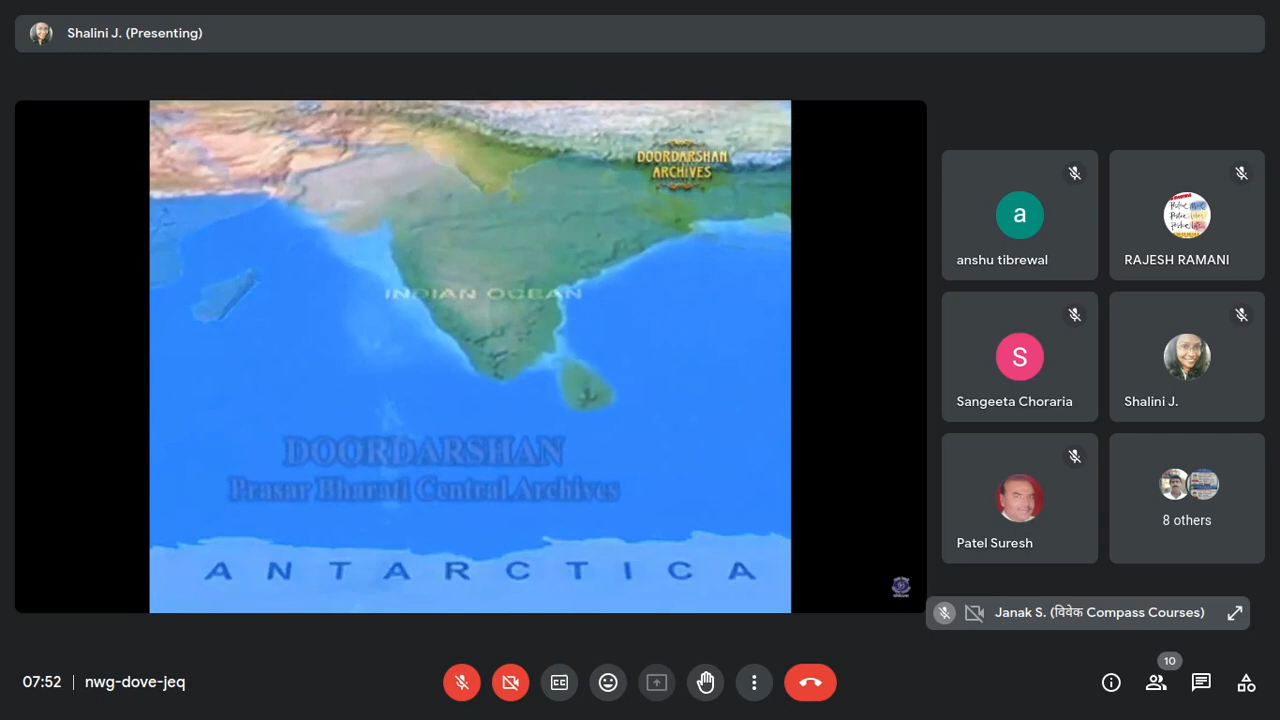 Shalini J. (Presenting)
DOORDARSHAN
ARCHIVES
INDIAN OCEAN
DOORDARSHAN
Prasar Bharati Central Archives
ANTARCTICA
a
anshu tibrewal
RAJESH RAMANI
S
Sangeeta Choraria
Shalini J.
Patel Suresh
8 others
Janak S. (विवेक Compass Courses)
07:52 | nwg-dove-jeq
CC
10